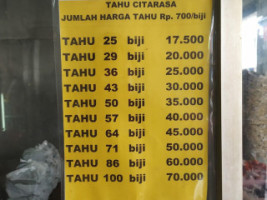 TAHU CITARASA
JUMLAH HARGA TAHU Rp. 700/biji
TAHU 25 biji 17.500
TAHU 29 biji 20.000
TAHU 36 biji 25.000
TAHU 43 biji 30.000
TAHU 50 biji 35.000
TAHU 57 biji 40.000
TAHU 64 biji 45.000
TAHU 71 biji 50.000
TAHU 86 biji 60.000
TAHU 100 biji 70.000